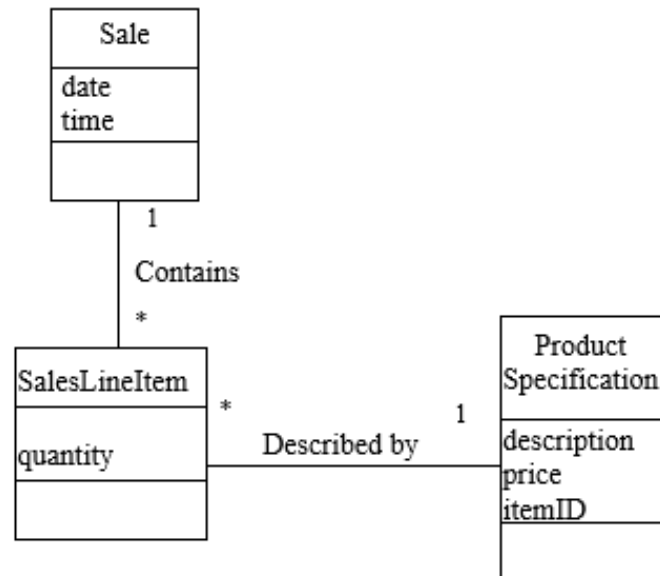 Sale
date
time
1
Contains
*
SalesLineItem
quantity
*
Described by
1
Product
Specification
description
price
itemID